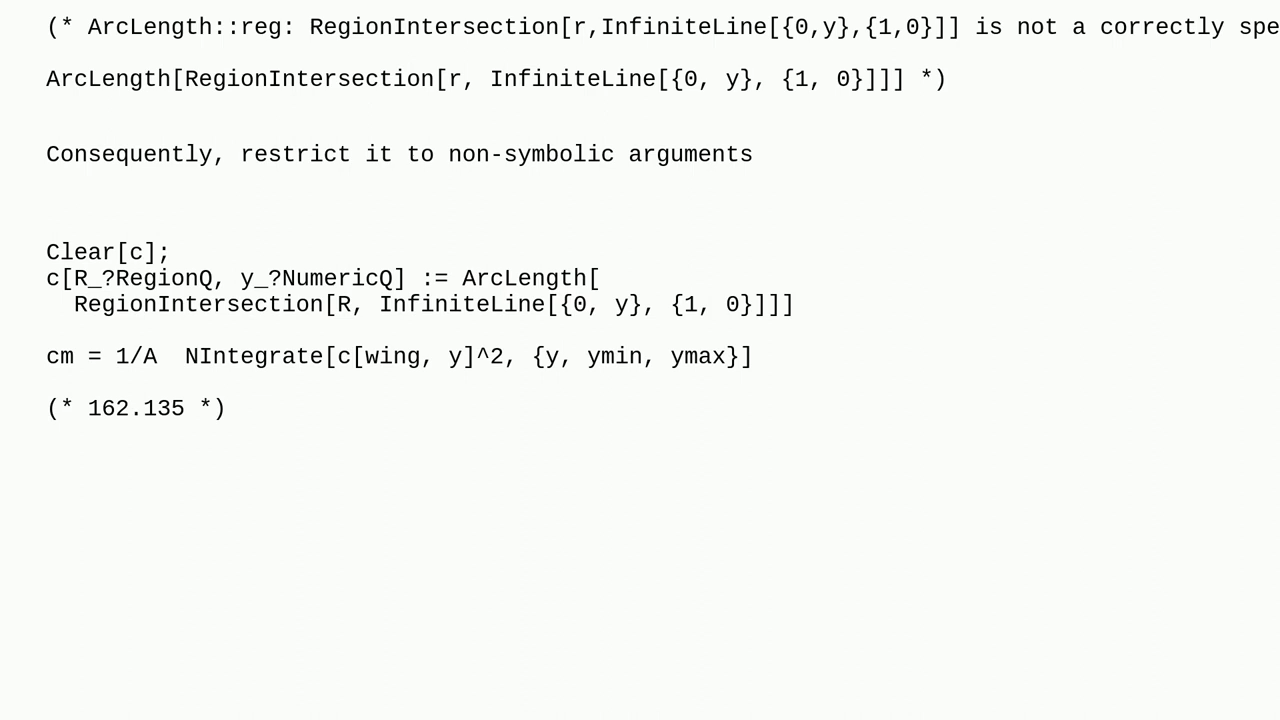 (* ArcLength::reg: RegionIntersection[r,InfiniteLine[{0,y},{1,0}]] is not a correctly
ArcLength[RegionIntersection[r, InfiniteLine[{0, y}, {1, 0}]]] *)
Consequently, restrict it to non-symbolic arguments
Clear[c];
c[R_?RegionQ, y_?NumericQ] := ArcLength[
  RegionIntersection[R, InfiniteLine[{0, y}, {1, 0}]]]
cm = 1/A  NIntegrate[c[wing, y]^2, {y, ymin, ymax}]
(* 162.135 *)